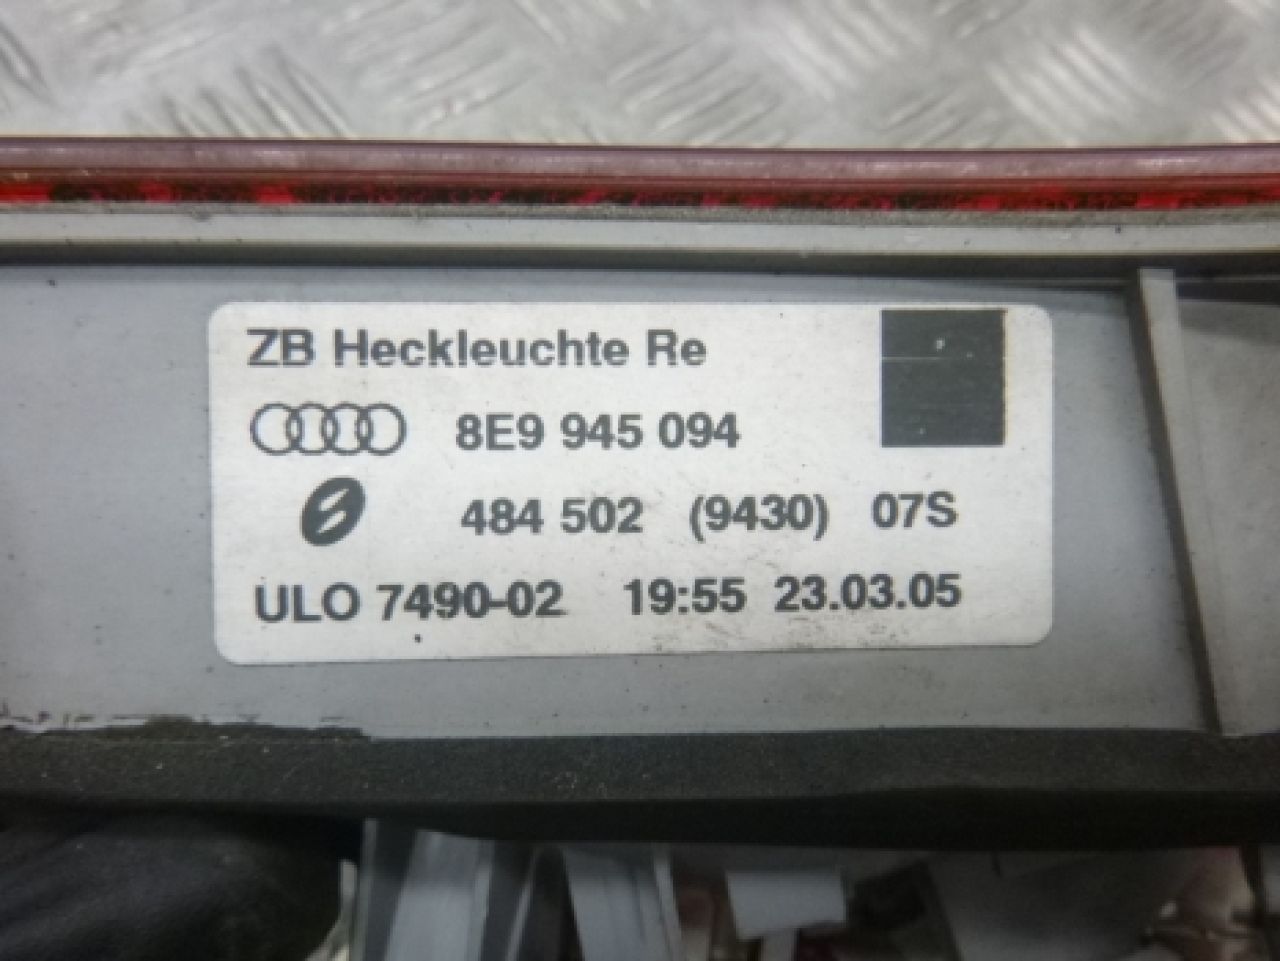 ZB Heckleuchte Re
8E9 945 094
484 502 (9430) 07S
ULO 7490-02 19:55 23.03.05